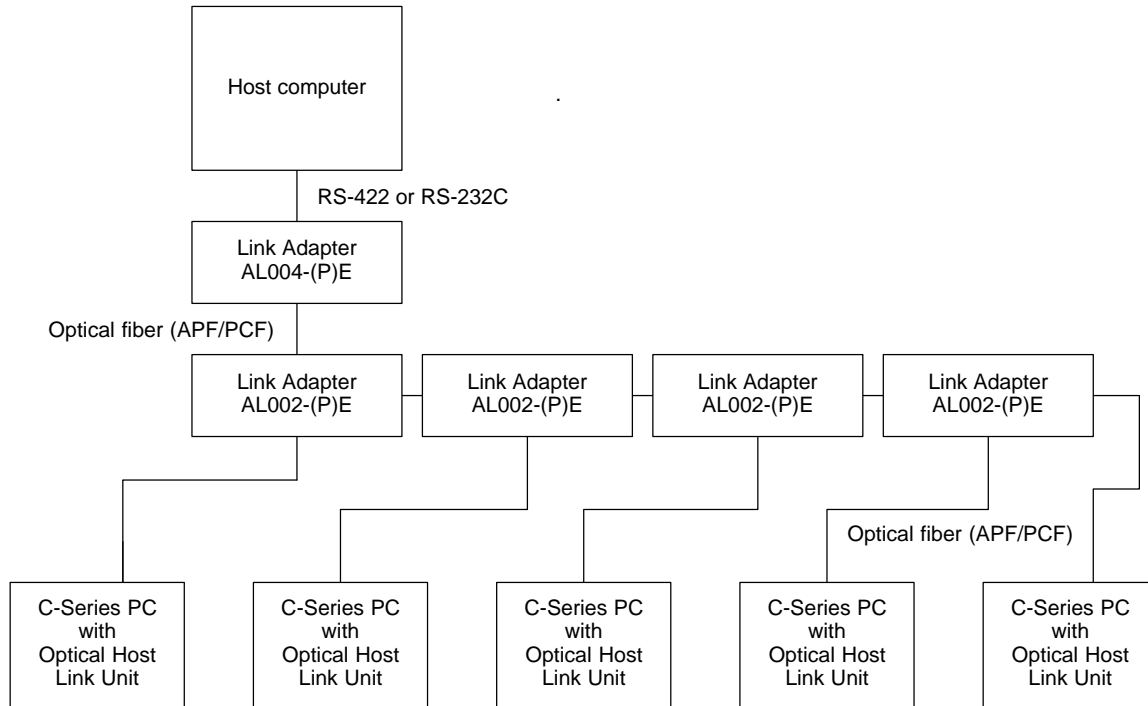 Host computer
.
RS-422 or RS-232C
Link Adapter
AL004-(P)E
Optical fiber (APF/PCF)
Link Adapter
AL002-(P)E
Link Adapter
AL002-(P)E
Link Adapter
AL002-(P)E
Link Adapter
AL002-(P)E
Optical fiber (APF/PCF)
C-Series PC
with
Optical Host
Link Unit
C-Series PC
with
Optical Host
Link Unit
C-Series PC
with
Optical Host
Link Unit
C-Series PC
with
Optical Host
Link Unit
C-Series PC
with
Optical Host
Link Unit